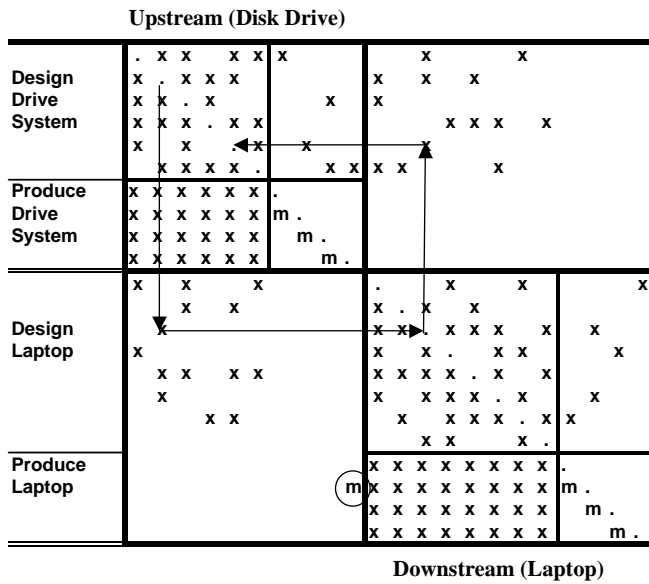 Upstream (Disk Drive)
. x x x x x x x
Design x . x x x x x x
Drive x x . x x x
System x x x . x x x x x x
x x . x x x
x x x x . x x x x x
Produce x x x x x x .
Drive x x x x x x m .
System x x x x x x m .
x x x x x x m .
x x x . x x x
x x x . x x
Design x x x . x x x x x
Laptop x x x . x x x
x x x x x x x x . x x
x x x x x . x x
x x x x x x . x x
x x x .
Produce x x x x x x x x .
Laptop m x x x x x x x x m .
x x x x x x x x m .
x x x x x x x x m .
Downstream (Laptop)